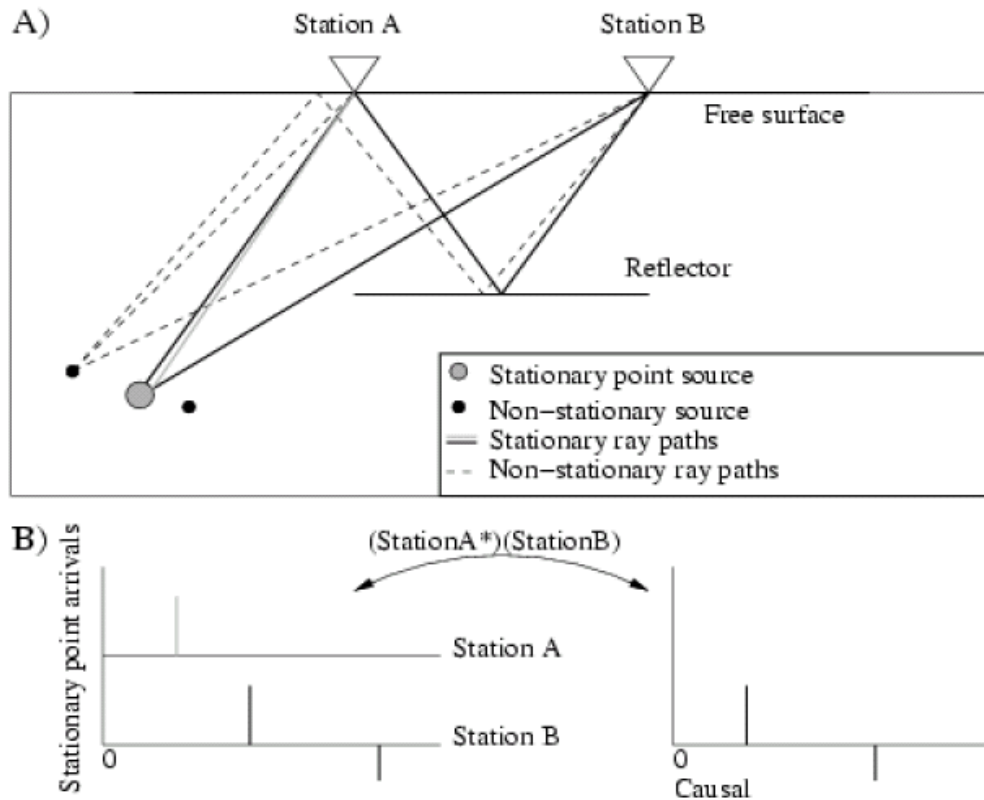 A)
Station A
Station B
Free surface
Reflector
Stationary point source
Non-stationary source
Stationary ray paths
Non-stationary ray paths
B)
Stationary point arrivals
(StationA*)(StationB)
Station A
Station B
0
0
Causal